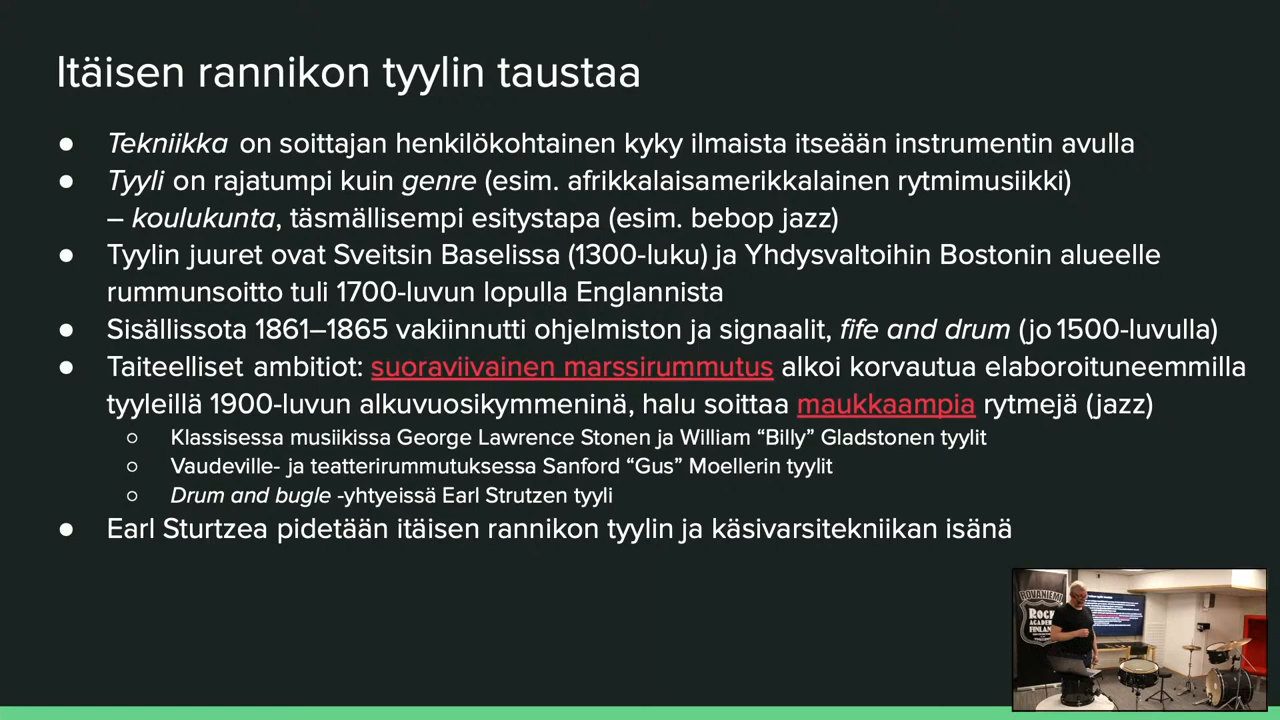 Itäisen rannikon tyylin taustaa
● Tekniikka on soittajan henkilökohtainen kyky ilmaista itseään instrumentin avulla
● Tyyli on rajatumpi kuin genre (esim. afrikkalaisamerikkalainen rytmimusiikki)
– koulukunta, täsmällisempi esitystapa (esim. bebop jazz)
● Tyylin juuret ovat Sveitsin Baselissa (1300-luku) ja Yhdysvaltoihin Bostonin alueelle
rummunsoitto tuli 1700-luvun lopulla Englannista
● Sisällissota 1861–1865 vakiinnutti ohjelmiston ja signaalit, fife and drum (jo 1500-luvulla)
● Taiteelliset ambitiot: suoraviivainen marssirummutus alkoi korvautua elaboroituneemmilla
tyyleillä 1900-luvun alkuvuosikymmeninä, halu soittaa maukkaampia rytmejä (jazz)
○ Klassisessa musiikissa George Lawrence Stonen ja William “Billy” Gladstonen tyylit
○ Vaudeville- ja teatterirummutuksessa Sanford “Gus” Moellerin tyylit
○ Drum and bugle -yhtyeissä Earl Strutzen tyyli
● Earl Sturtzea pidetään itäisen rannikon tyylin ja käsivarsitekniikan isänä
ROVANIEMI
ROCK
ACADEMY
FINLAND